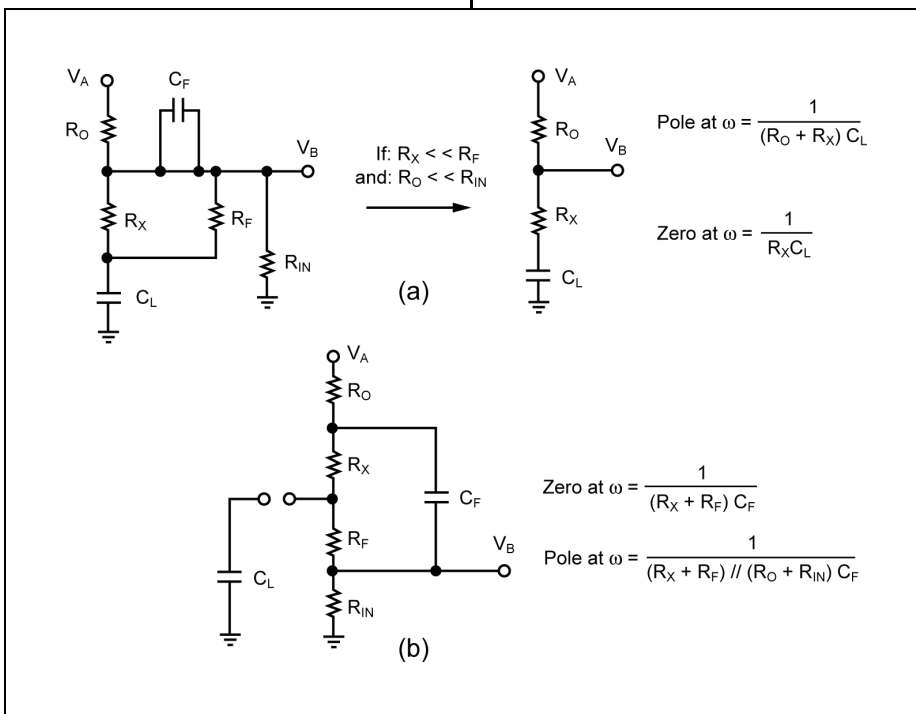 V_A
C_F
R_O
V_B
R_X
R_F
R_IN
C_L
(a)
If: R_X < < R_F
and: R_O < < R_IN
V_A
R_O
V_B
R_X
C_L
Pole at ω = 1 / (R_O + R_X) C_L
Zero at ω = 1 / R_XC_L
V_A
R_O
R_X
C_F
R_F
V_B
C_L
R_IN
(b)
Zero at ω = 1 / (R_X + R_F) C_F
Pole at ω = 1 / (R_X + R_F) // (R_O + R_IN) C_F